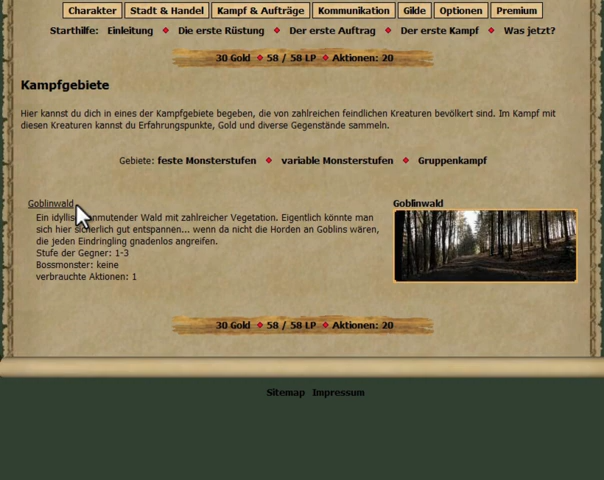 Charakter Stadt & Handel Kampf & Aufträge Kommunikation Gilde Optionen Premium
Starthilfe: Einleitung Die erste Rüstung Der erste Auftrag Der erste Kampf Was jetzt?
30 Gold 58 / 58 LP Aktionen: 20
Kampfgebiete
Hier kannst du dich in eines der Kampfgebiete begeben, die von zahlreichen feindlichen Kreaturen bevölkert sind. Im Kampf mit
diesen Kreaturen kannst du Erfahrungspunkte, Gold und diverse Gegenstände sammeln.
Gebiete: feste Monsterstufen variable Monsterstufen Gruppenkampf
Goblinwald
Ein idyllisch anmutender Wald mit zahlreicher Vegetation. Eigentlich könnte man
sich hier sicherlich gut entspannen... wenn da nicht die Horden an Goblins wären,
die jeden Eindringling gnadenlos angreifen.
Stufe der Gegner: 1-3
Bossmonster: keine
verbrauchte Aktionen: 1
Goblinwald
30 Gold 58 / 58 LP Aktionen: 20
Sitemap Impressum